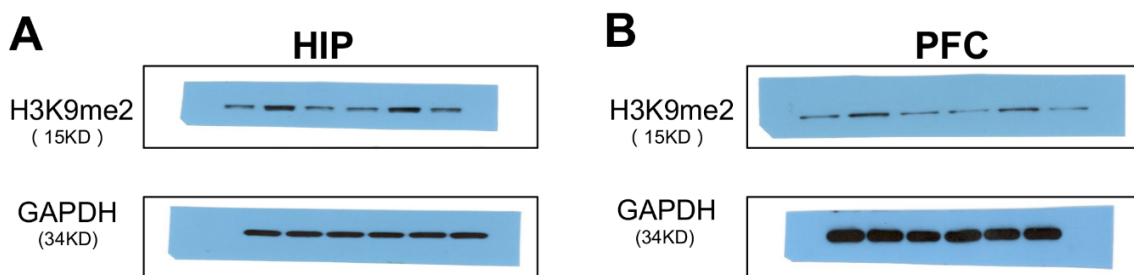 A
HIP
H3K9me2
( 15KD )
GAPDH
(34KD)
B
PFC
H3K9me2
( 15KD )
GAPDH
(34KD)